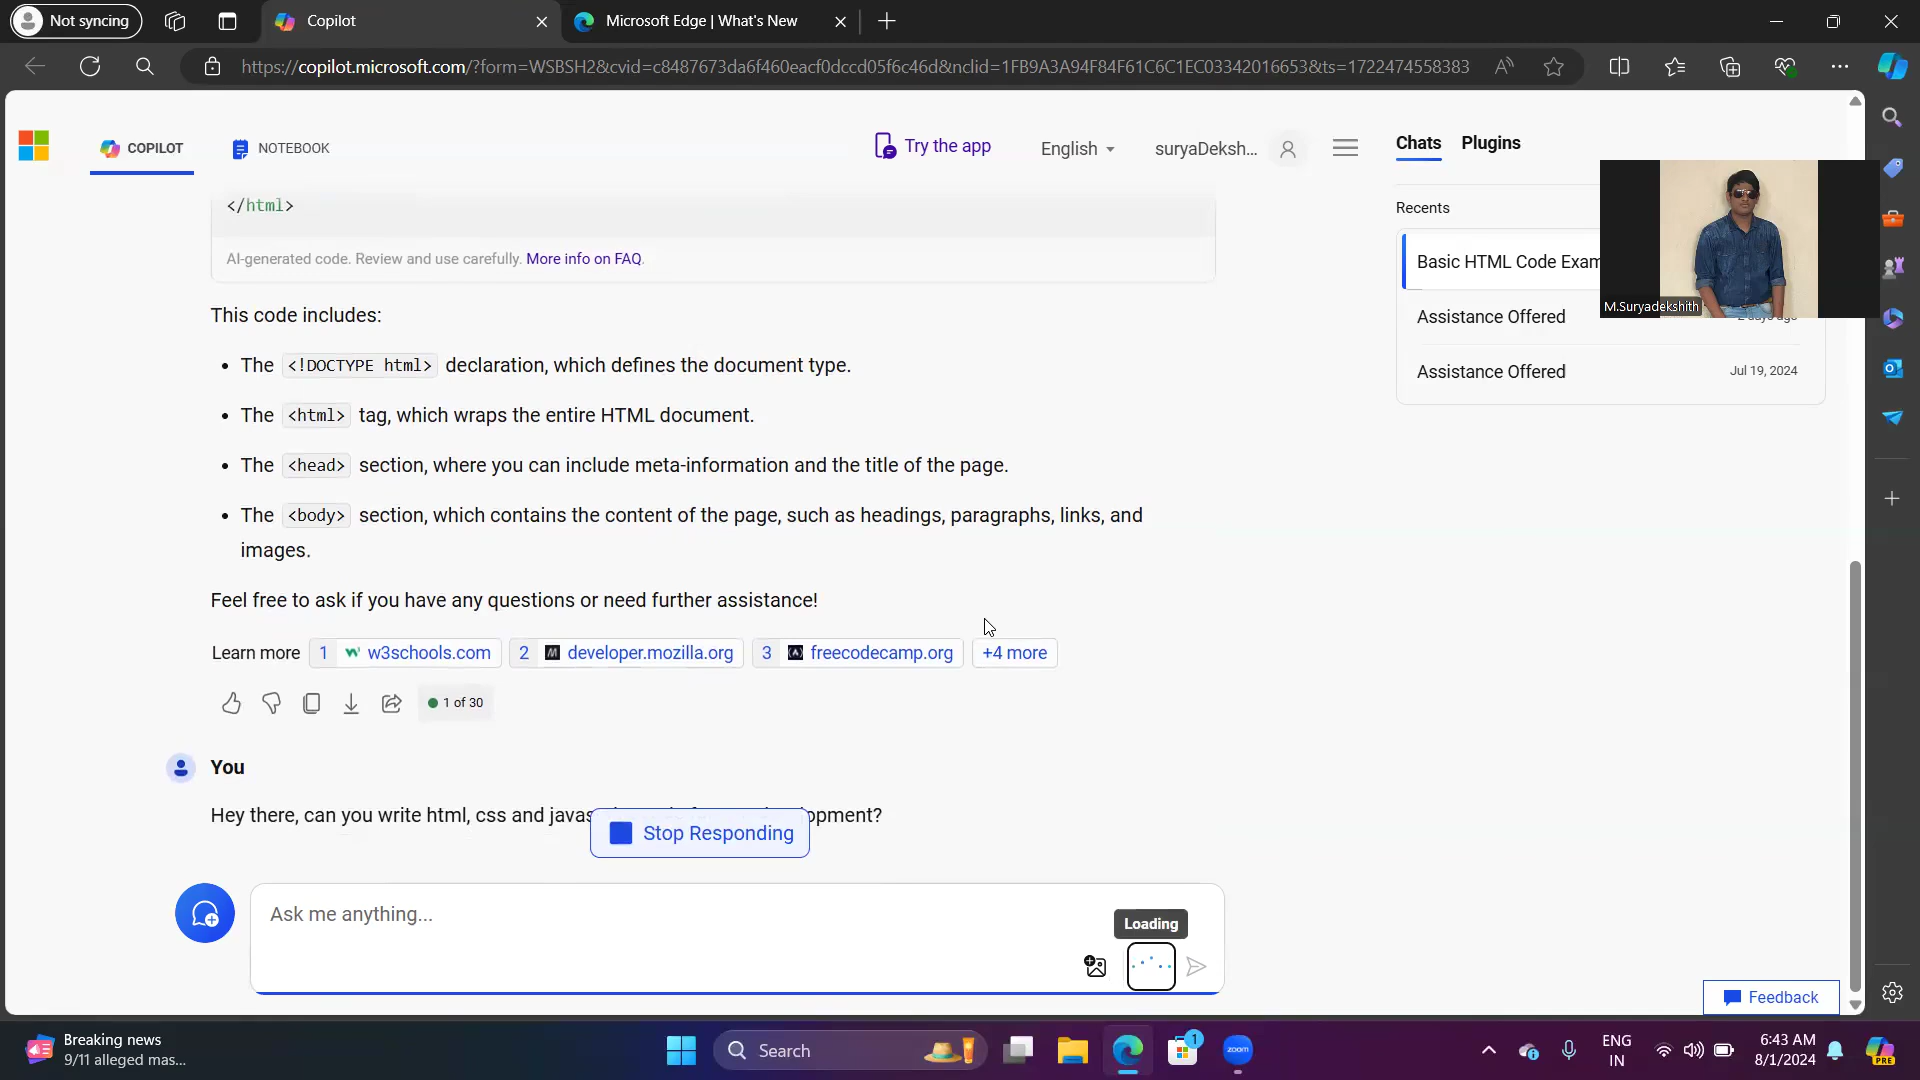 Not syncing
Copilot
Microsoft Edge | What's New
https://copilot.microsoft.com/?form=WSBSH2&cvid=c8487673da6f460eacf0dccd05f6c46d&nclid=1FB9A3A94F84F61C6C1EC03342016653&ts=1722474558383
COPILOT
NOTEBOOK
Try the app
English
suryaDeksh...
Chats
Plugins
</html>
AI-generated code. Review and use carefully. More info on FAQ.
This code includes:
• The <!DOCTYPE html> declaration, which defines the document type.
• The <html> tag, which wraps the entire HTML document.
• The <head> section, where you can include meta-information and the title of the page.
• The <body> section, which contains the content of the page, such as headings, paragraphs, links, and
images.
Feel free to ask if you have any questions or need further assistance!
Learn more 1 w3schools.com 2 developer.mozilla.org 3 freecodecamp.org +4 more
1 of 30
You
Hey there, can you write html, css and javas opment?
Stop Responding
Ask me anything...
Loading
Recents
Basic HTML Code Exam
M.Suryadekshith
Assistance Offered 2 days ago
Assistance Offered Jul 19, 2024
Feedback
Breaking news
9/11 alleged mas...
Search
1
zoom
ENG
IN
6:43 AM
8/1/2024
PRE